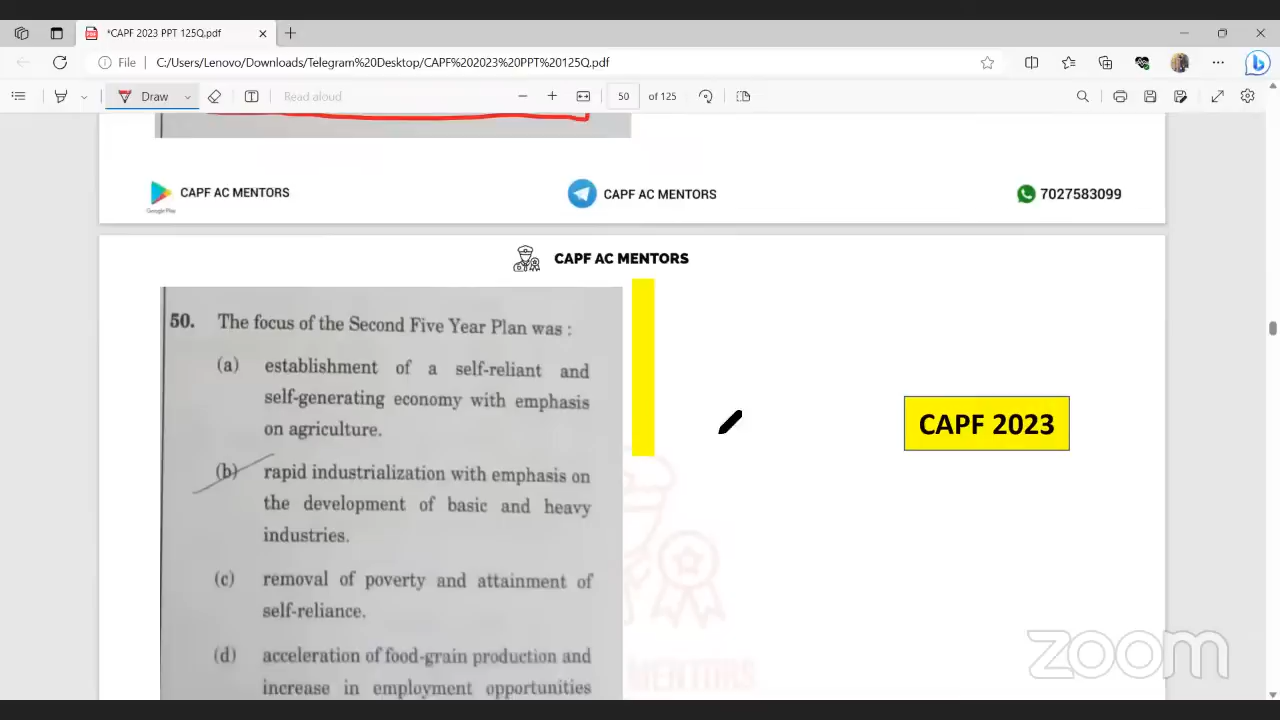 *CAPF 2023 PPT 125Q.pdf
File
C:/Users/Lenovo/Downloads/Telegram%20Desktop/CAPF%202023%20PPT%20125Q.pdf
Draw
Read aloud
50 of 125
CAPF AC MENTORS
Google Play
CAPF AC MENTORS
7027583099
CAPF AC MENTORS
50. The focus of the Second Five Year Plan was :
(a) establishment of a self-reliant and
self-generating economy with emphasis
on agriculture.
(b) rapid industrialization with emphasis on
the development of basic and heavy
industries.
(c) removal of poverty and attainment of
self-reliance.
(d) acceleration of food-grain production and
increase in employment opportunities
CAPF 2023
MENTORS
zoom